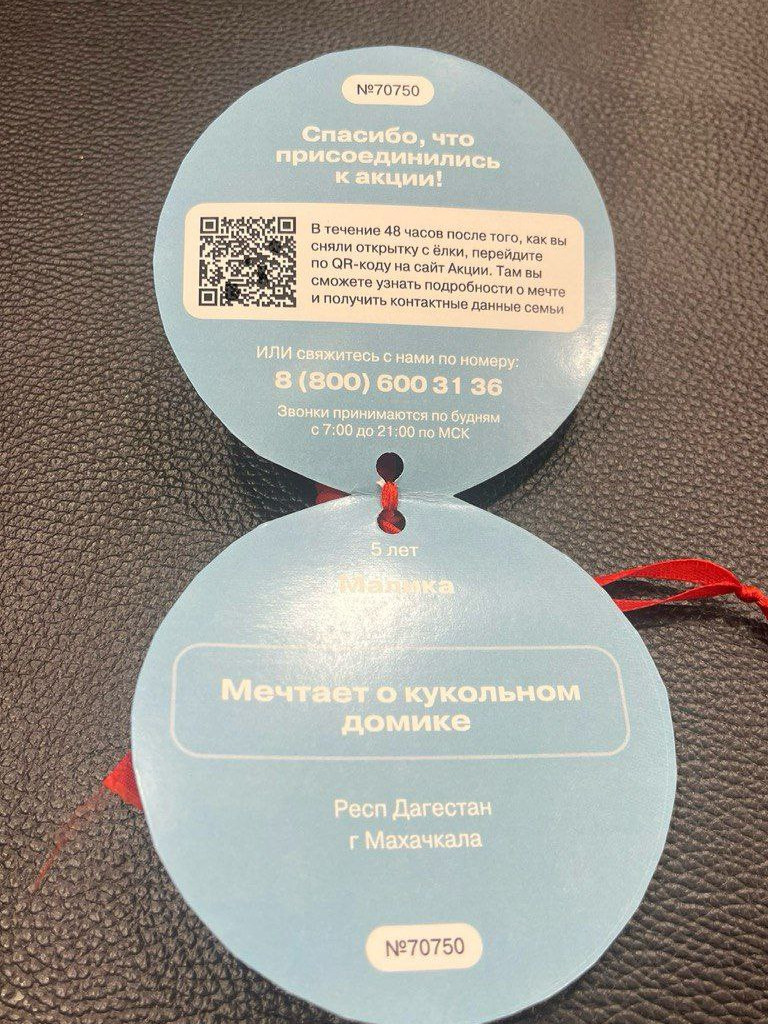 №70750
Спасибо, что
присоединились
к акции!
В течение 48 часов после того, как вы
сняли открытку с ёлки, перейдите
по QR-коду на сайт Акции. Там вы
сможете узнать подробности о мечте
и получить контактные данные семьи
ИЛИ свяжитесь с нами по номеру:
8 (800) 600 31 36
Звонки принимаются по будням
с 7:00 до 21:00 по МСК
5 лет
Малика
Мечтает о кукольном
домике
Респ Дагестан
г Махачкала
№70750